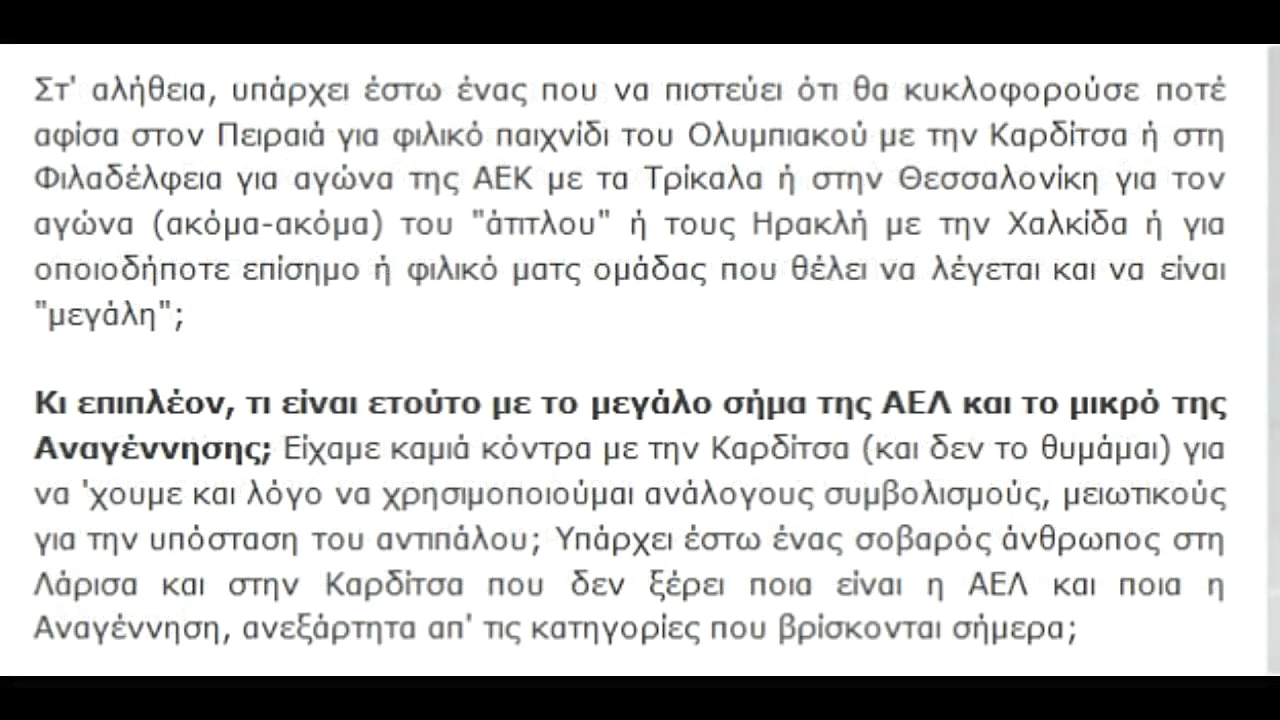 Στ' αλήθεια, υπάρχει έστω ένας που να πιστεύει ότι θα κυκλοφορούσε ποτέ
αφίσα στον Πειραιά για φιλικό παιχνίδι του Ολυμπιακού με την Καρδίτσα ή στη
Φιλαδέλφεια για αγώνα της ΑΕΚ με τα Τρίκαλα ή στην Θεσσαλονίκη για τον
αγώνα (ακόμα-ακόμα) του "άτιτλου" ή τους Ηρακλή με την Χαλκίδα ή για
οποιοδήποτε επίσημο ή φιλικό ματς ομάδας που θέλει να λέγεται και να είναι
"μεγάλη";
Κι επιπλέον, τι είναι ετούτο με το μεγάλο σήμα της ΑΕΛ και το μικρό της
Αναγέννησης; Είχαμε καμιά κόντρα με την Καρδίτσα (και δεν το θυμάμαι) για
να 'χουμε και λόγο να χρησιμοποιούμαι ανάλογους συμβολισμούς, μειωτικούς
για την υπόσταση του αντιπάλου; Υπάρχει έστω ένας σοβαρός άνθρωπος στη
Λάρισα και στην Καρδίτσα που δεν ξέρει ποια είναι η ΑΕΛ και ποια η
Αναγέννηση, ανεξάρτητα απ' τις κατηγορίες που βρίσκονται σήμερα;